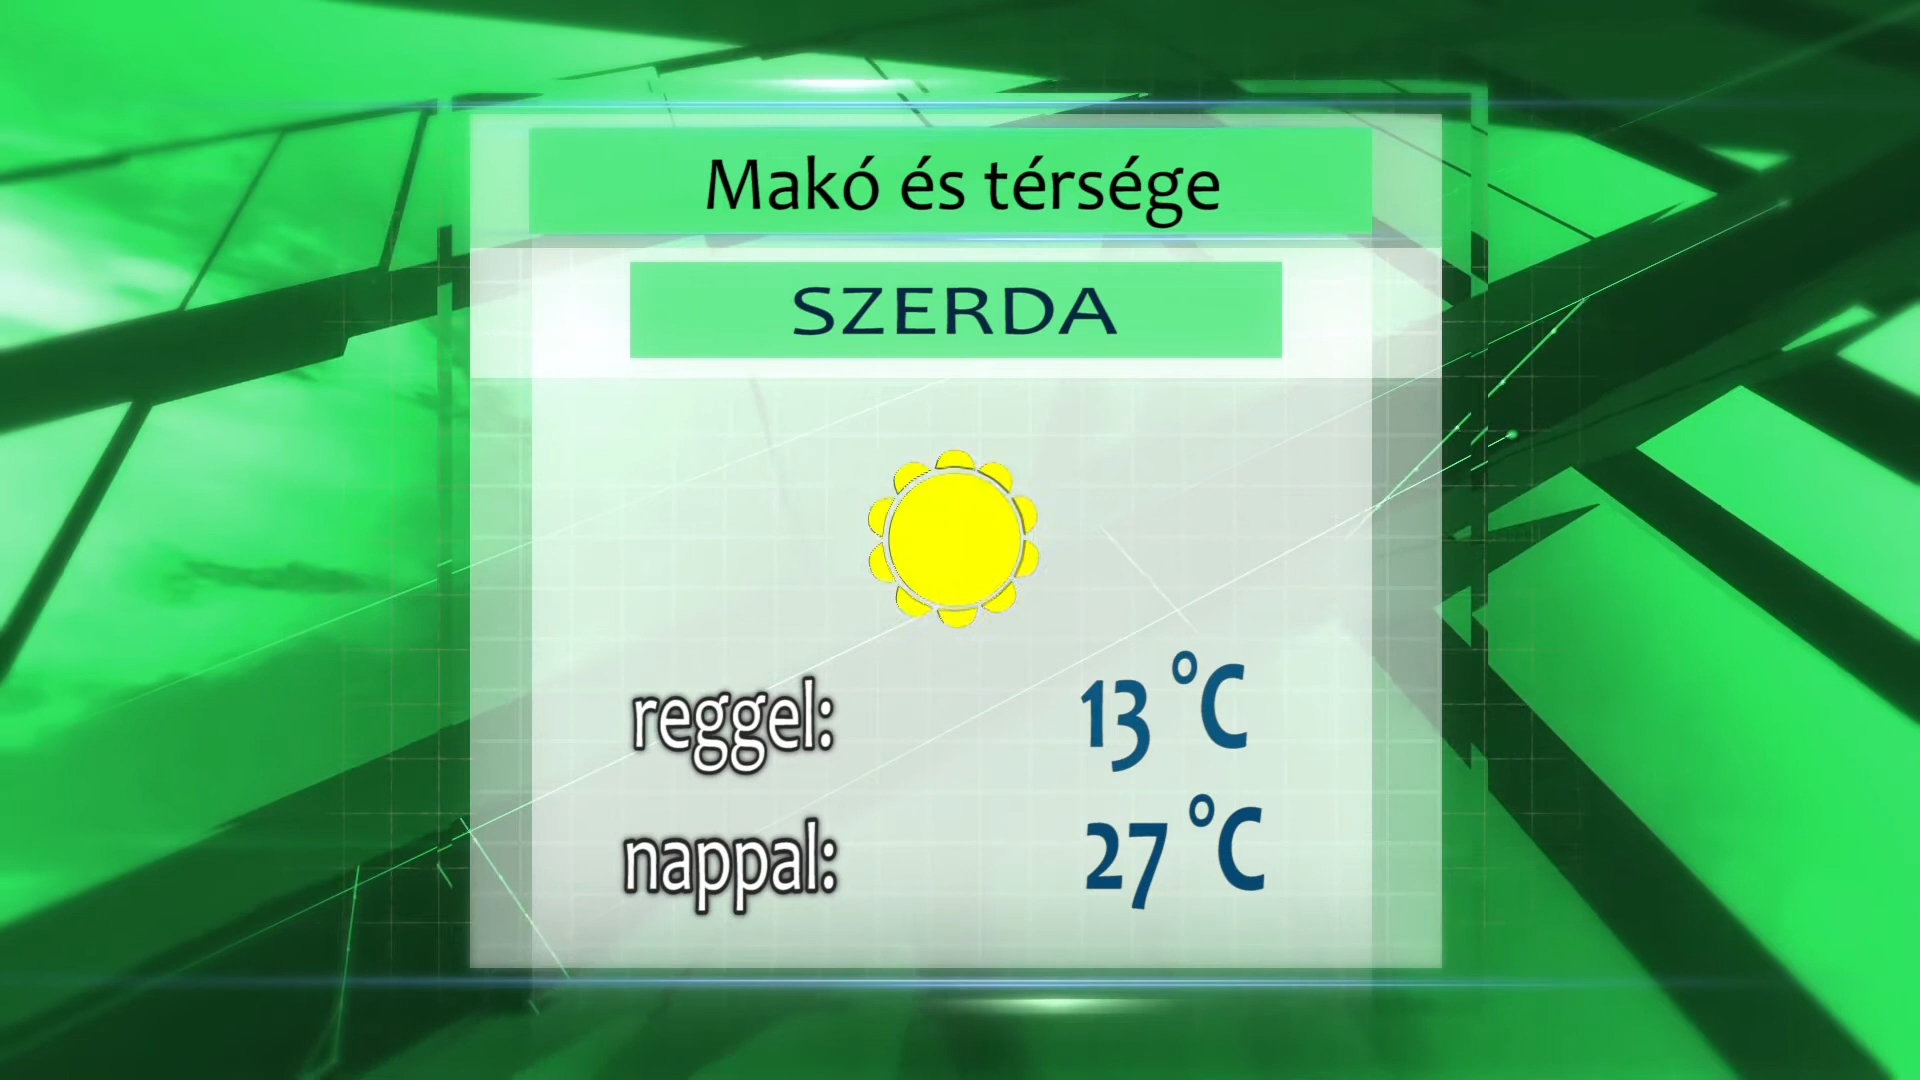 Makó és térsége
SZERDA
reggel: 13 °C
nappal: 27 °C